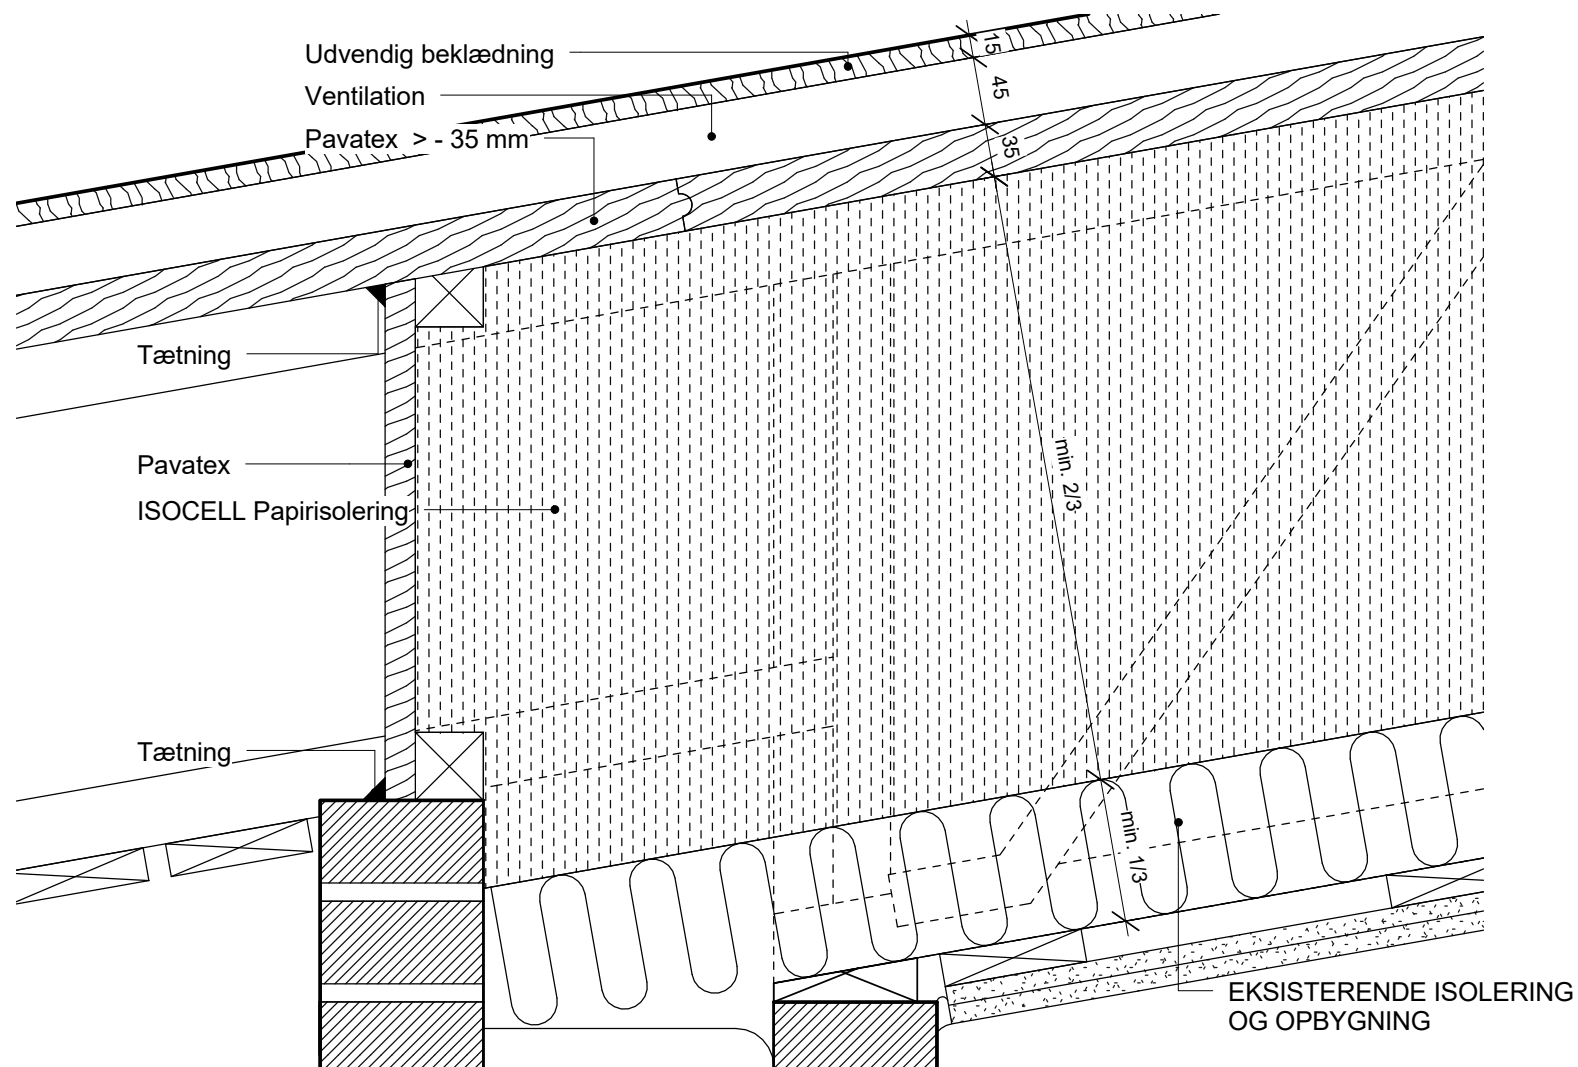 Udvendig beklædning
Ventilation
Pavatex > - 35 mm
15
45
35
Tætning
Pavatex
ISOCELL Papirisolering
min. 2/3
Tætning
min. 1/3
EKSISTERENDE ISOLERING
OG OPBYGNING